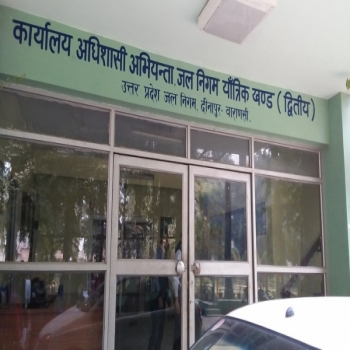 कार्यालय अधिशासी अभियन्ता जल निगम याँत्रिक खण्ड (द्वितीय)
उत्तर प्रदेश जल निगम, दीनापुर- वाराणसी.